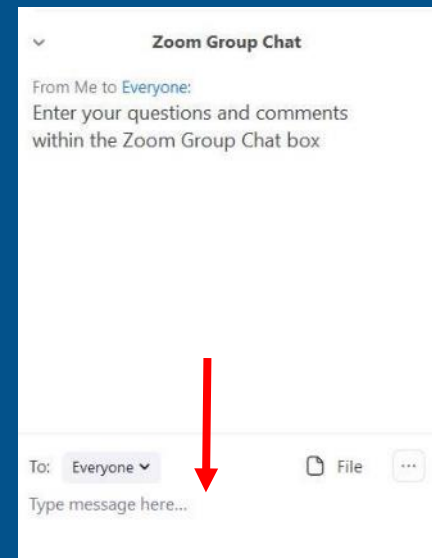 Zoom Group Chat
From Me to Everyone:
Enter your questions and comments
within the Zoom Group Chat box
To: Everyone File ...
Type message here...